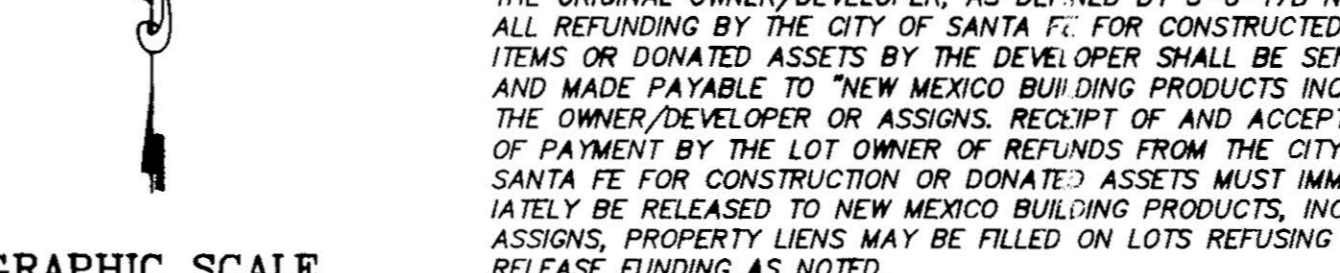 THE ORIGINAL OWNER/DEVELOPER, AS DEFINED BY
ALL REFUNDING BY THE CITY OF SANTA FE FOR CONSTRUCTED
ITEMS OR DONATED ASSETS BY THE DEVELOPER SHALL BE
AND MADE PAYABLE TO "NEW MEXICO BUILDING PRODUCTS INC
THE OWNER/DEVELOPER OR ASSIGNS. RECEIPT OF AND ACCEPT
OF PAYMENT BY THE LOT OWNER OF REFUNDS FROM THE CITY
SANTA FE FOR CONSTRUCTION OR DONATED ASSETS MUST IMM
IATELY BE RELEASED TO NEW MEXICO BUILDING PRODUCTS, INC
ASSIGNS, PROPERTY LIENS MAY BE FILLED ON LOTS REFUSING
RELEASE FUNDING AS NOTED
GRAPHIC SCALE